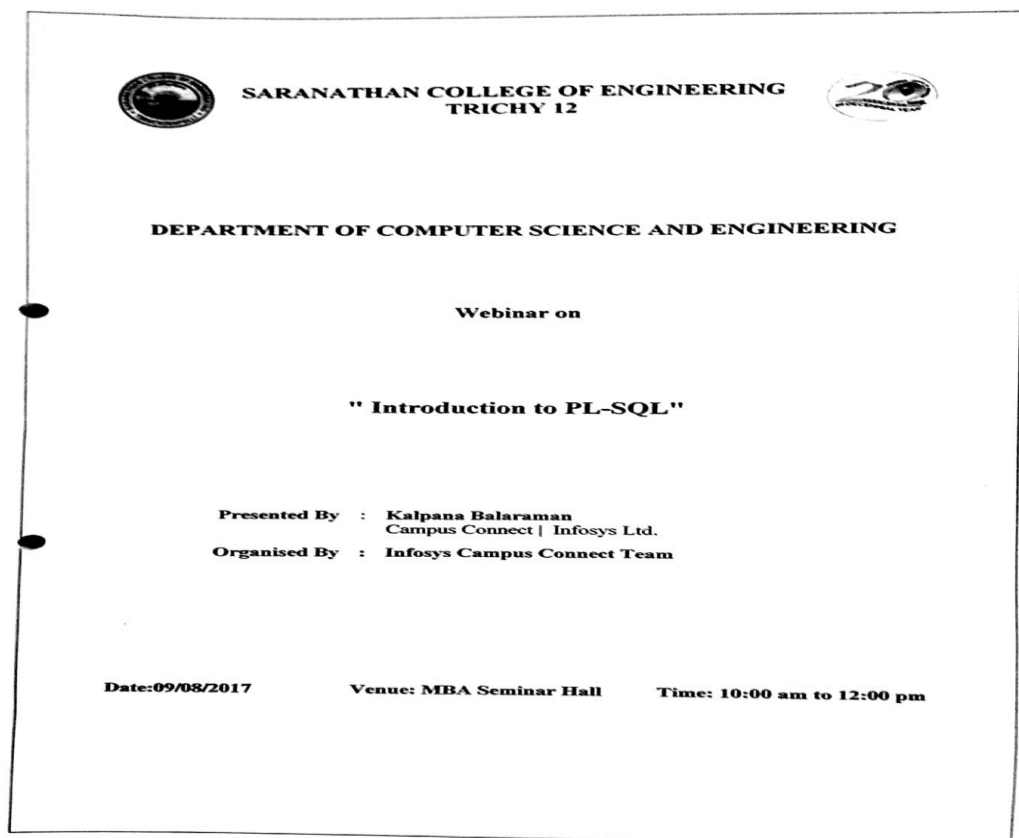 SARANATHAN COLLEGE OF ENGINEERING
TRICHY 12
DEPARTMENT OF COMPUTER SCIENCE AND ENGINEERING
Webinar on
" Introduction to PL-SQL"
Presented By : Kalpana Balaraman
Campus Connect | Infosys Ltd.
Organised By : Infosys Campus Connect Team
Date:09/08/2017 Venue: MBA Seminar Hall Time: 10:00 am to 12:00 pm